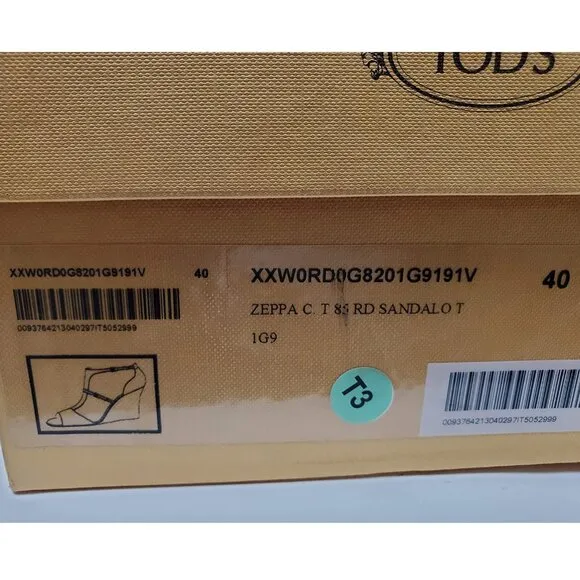 TOD'S
XXW0RD0G8201G9191V 40
0093764213040297IT5052999
XXW0RD0G8201G9191V 40
ZEPPA C. T 85 RD SANDALO T
1G9
T3
0093764213040297IT5052999